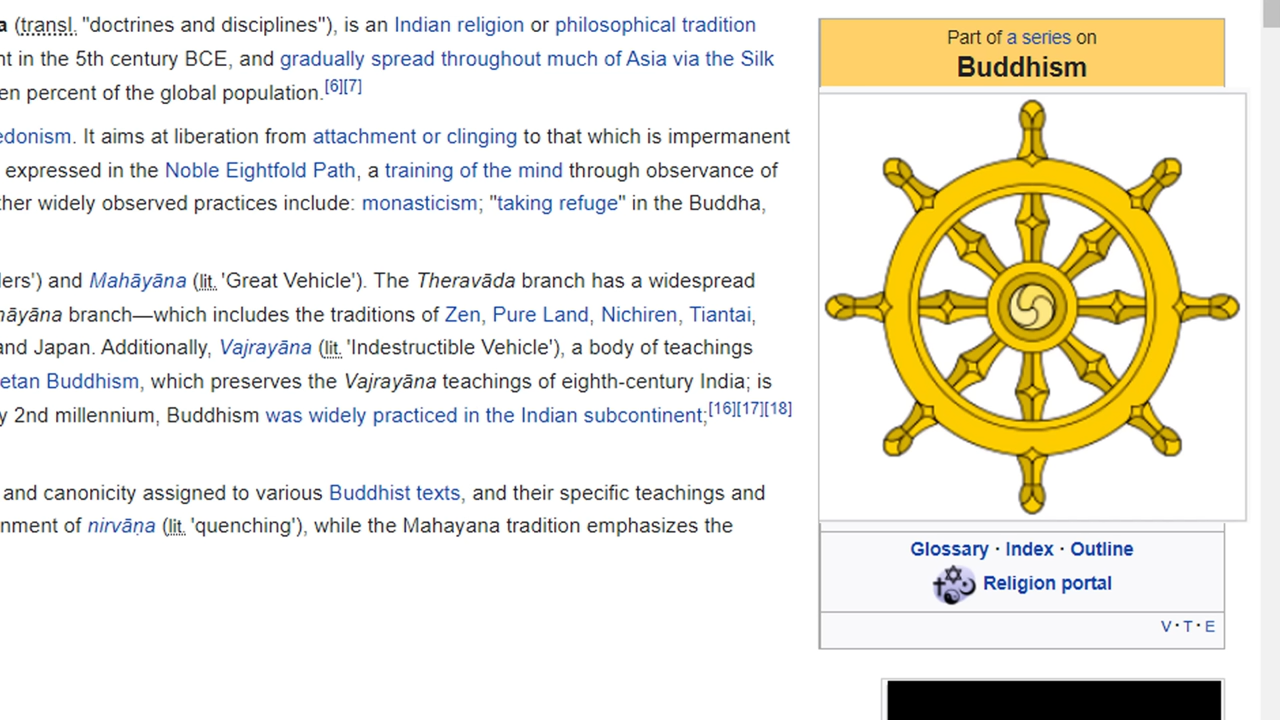 a (transl. "doctrines and disciplines"), is an Indian religion or philosophical tradition
nt in the 5th century BCE, and gradually spread throughout much of Asia via the Silk
en percent of the global population.[6][7]
edonism. It aims at liberation from attachment or clinging to that which is impermanent
expressed in the Noble Eightfold Path, a training of the mind through observance of
ther widely observed practices include: monasticism; "taking refuge" in the Buddha,
lers') and Mahāyāna (lit. 'Great Vehicle'). The Theravāda branch has a widespread
hāyāna branch—which includes the traditions of Zen, Pure Land, Nichiren, Tiantai,
and Japan. Additionally, Vajrayāna (lit. 'Indestructible Vehicle'), a body of teachings
etan Buddhism, which preserves the Vajrayāna teachings of eighth-century India; is
y 2nd millennium, Buddhism was widely practiced in the Indian subcontinent;[16][17][18]
and canonicity assigned to various Buddhist texts, and their specific teachings and
nment of nirvāṇa (lit. 'quenching'), while the Mahayana tradition emphasizes the
Part of a series on
Buddhism
Glossary · Index · Outline
Religion portal
V · T · E